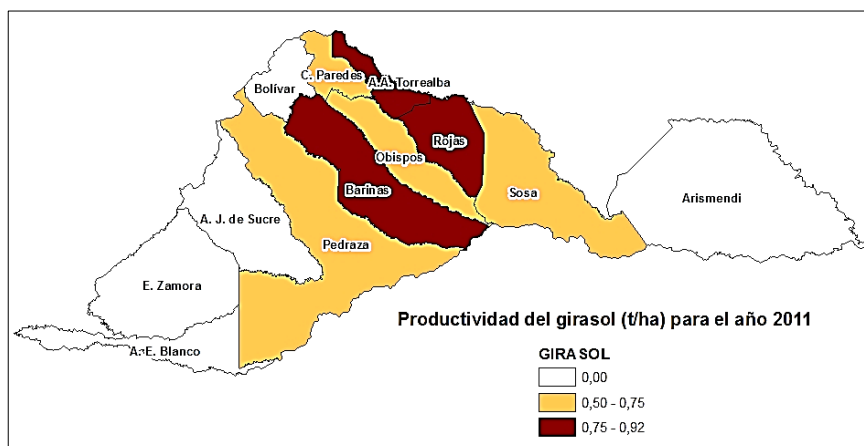 C. Paredes
A.A. Torrealba
Bolívar
Rojas
Obispos
Barinas
Sosa
Arismendi
A. J. de Sucre
Pedraza
E. Zamora
A. E. Blanco
Productividad del girasol (t/ha) para el año 2011
GIRASOL
0,00
0,50 - 0,75
0,75 - 0,92